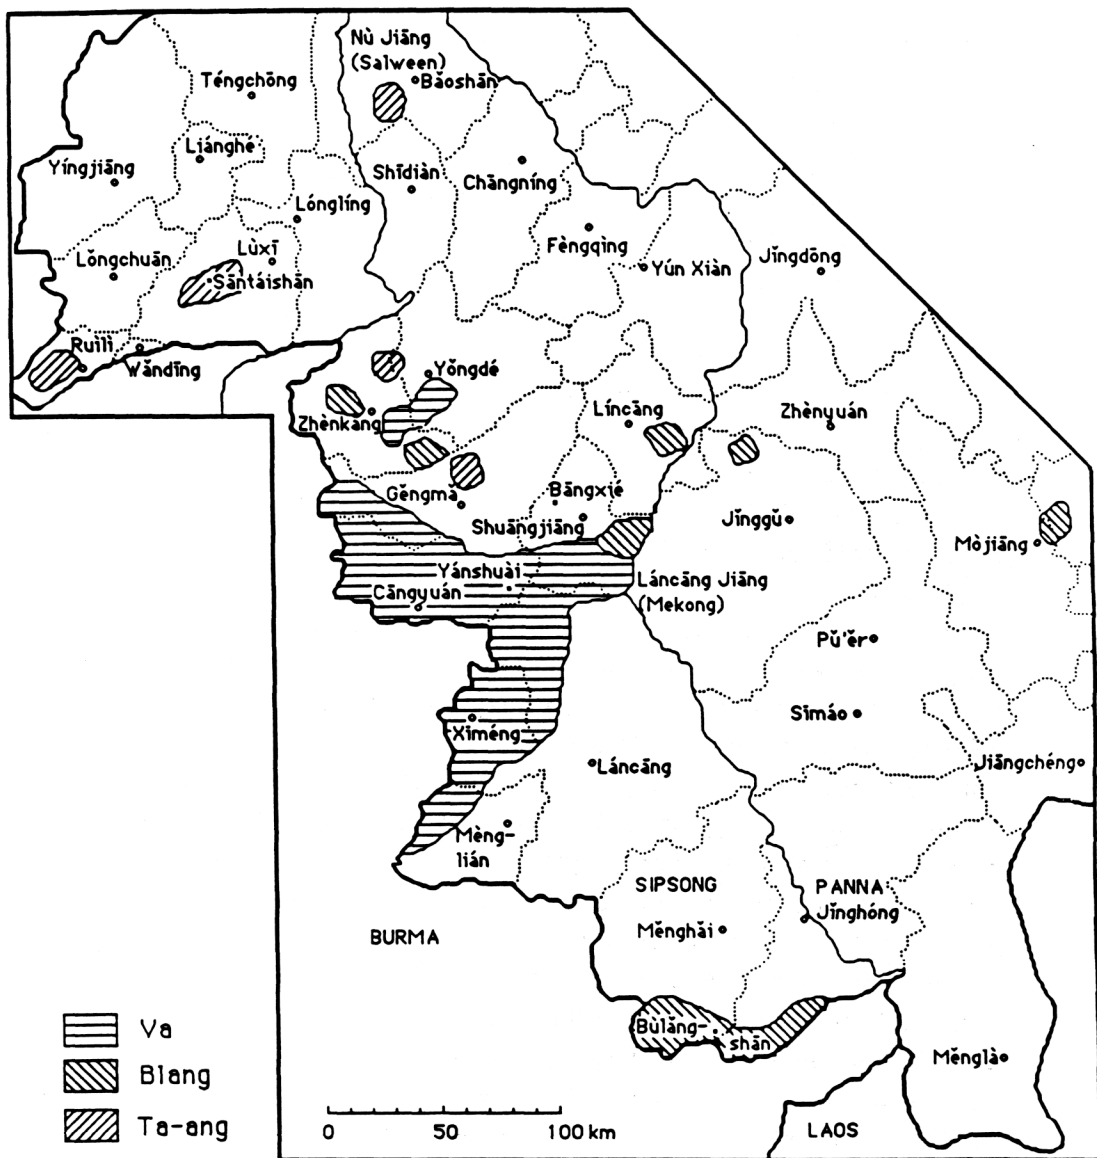 Nù Jiāng
(Salween)
Bǎoshān
Téngchōng
Liánghé
Yíngjiāng
Shīdiàn
Chāngníng
Lónglíng
Fèngqìng
Lùxī
Lǒngchuān
Sāntáishān
Yún Xiàn
Jǐngdōng
Ruìlì
Wǎndīng
Yǒngdé
Zhènkāng
Líncāng
Zhènyuán
Gěngmǎ
Bāngxié
Shuāngjiāng
Jǐnggǔ
Mòjiāng
Yánshuài
Cāngyuán
Láncāng Jiāng
(Mekong)
Pǔ'ěr
Sīmáo
Xīméng
Láncāng
Jiāngchéng
Mèng-
lián
SIPSONG PANNA
Jǐnghóng
Měnghǎi
BURMA
Bùlǎng-
shān
Měnglà
LAOS
Va
Blang
Ta-ang
0 50 100 km